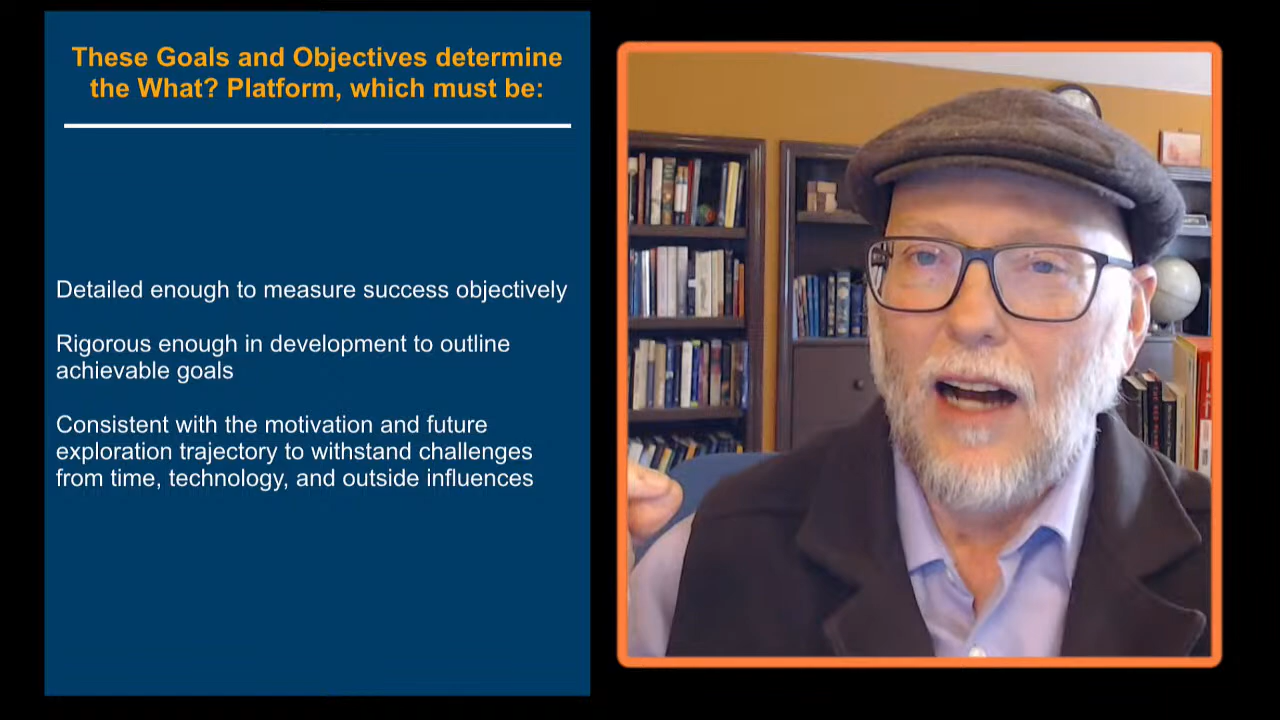 These Goals and Objectives determine
the What? Platform, which must be:
Detailed enough to measure success objectively
Rigorous enough in development to outline
achievable goals
Consistent with the motivation and future
exploration trajectory to withstand challenges
from time, technology, and outside influences